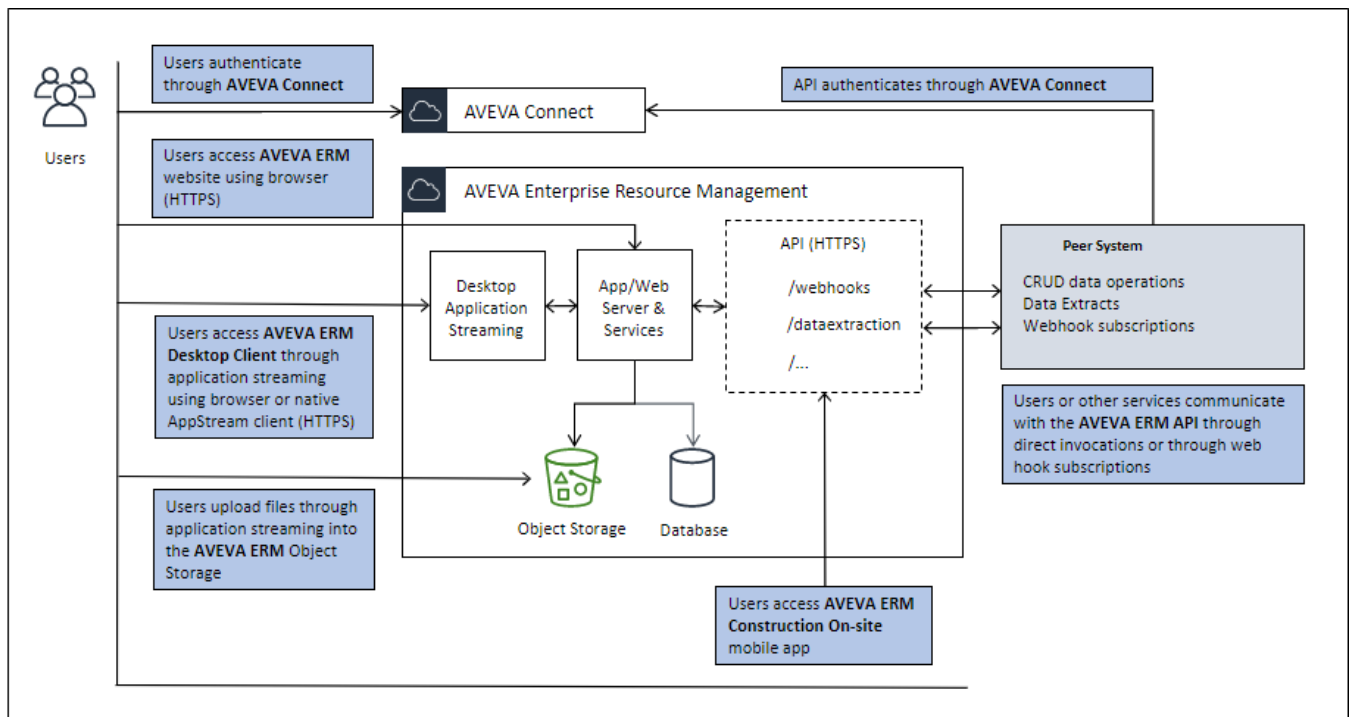 Users authenticate
through AVEVA Connect
API authenticates through AVEVA Connect
AVEVA Connect
Users
Users access AVEVA ERM
website using browser
(HTTPS)
AVEVA Enterprise Resource Management
Desktop
Application
Streaming
App/Web
Server &
Services
API (HTTPS)
/webhooks
/dataextraction
/...
Peer System
CRUD data operations
Data Extracts
Webhook subscriptions
Users access AVEVA ERM
Desktop Client through
application streaming
using browser or native
AppStream client (HTTPS)
Users or other services communicate
with the AVEVA ERM API through
direct invocations or through web
hook subscriptions
Users upload files through
application streaming into
the AVEVA ERM Object
Storage
Object Storage
Database
Users access AVEVA ERM
Construction On-site
mobile app